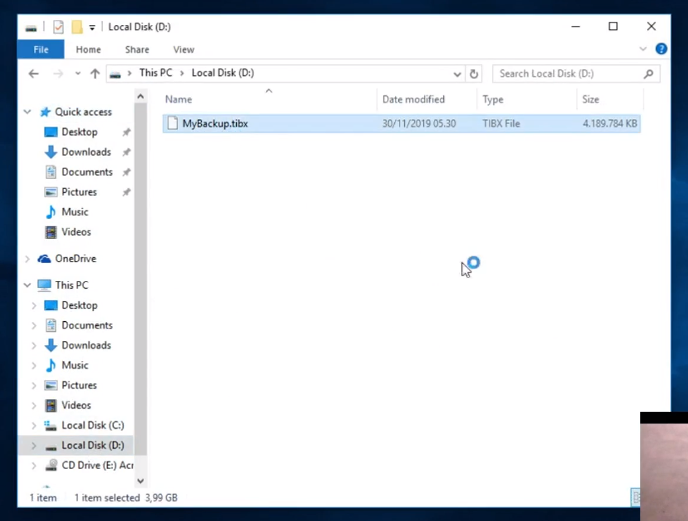 Local Disk (D:)
File Home Share View
This PC Local Disk (D:) Search Local Disk (D:)
Name Date modified Type Size
MyBackup.tibx 30/11/2019 05.30 TIBX File 4.189.784 KB
Quick access
Desktop
Downloads
Documents
Pictures
Music
Videos
OneDrive
This PC
Desktop
Documents
Downloads
Music
Pictures
Videos
Local Disk (C:)
Local Disk (D:)
CD Drive (E:) Acr
1 item 1 item selected 3,99 GB